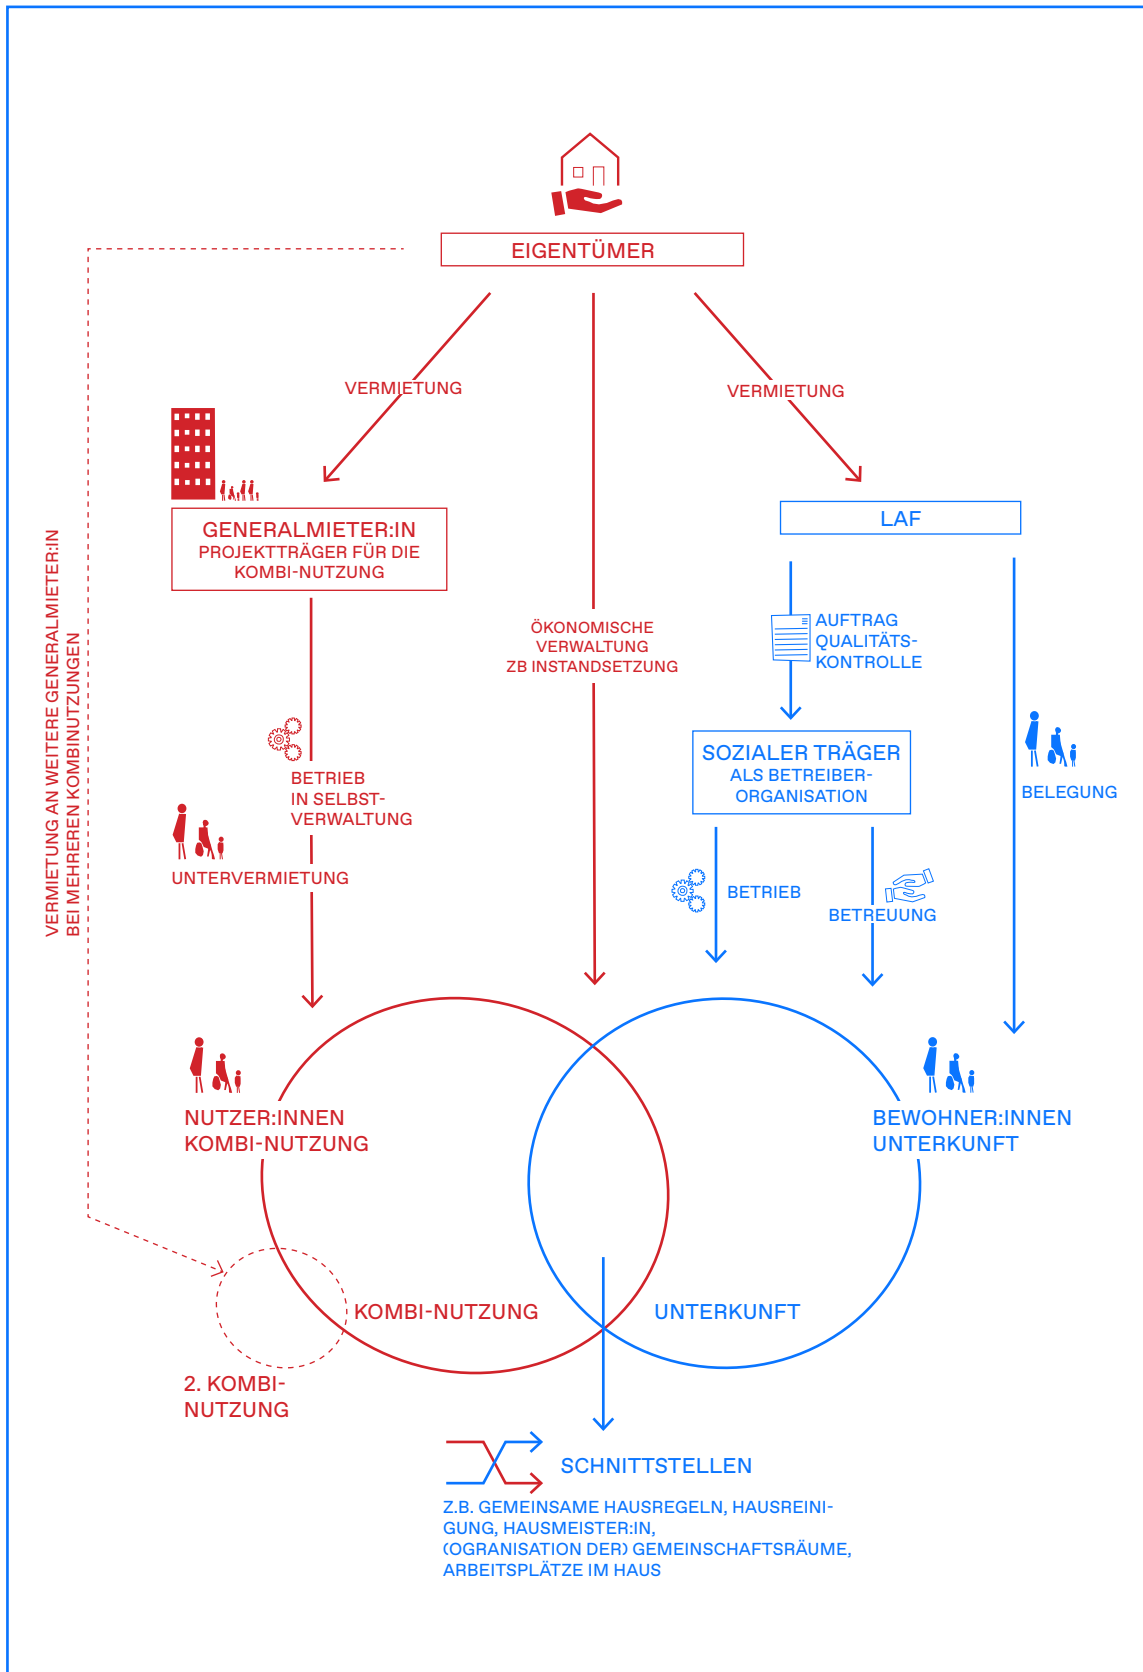 EIGENTÜMER
VERMIETUNG
VERMIETUNG
GENERALMIETER:IN
PROJEKTTRÄGER FÜR DIE
KOMBI-NUTZUNG
LAF
VERMIETUNG AN WEITERE GENERALMIETER:IN
BEI MEHREREN KOMBINUTZUNGEN
ÖKONOMISCHE
VERWALTUNG
ZB INSTANDSETZUNG
AUFTRAG
QUALITÄTS-
KONTROLLE
SOZIALER TRÄGER
ALS BETREIBER-
ORGANISATION
BELEGUNG
BETRIEB
IN SELBST-
VERWALTUNG
UNTERVERMIETUNG
BETRIEB
BETREUUNG
NUTZER:INNEN
KOMBI-NUTZUNG
BEWOHNER:INNEN
UNTERKUNFT
KOMBI-NUTZUNG
UNTERKUNFT
2. KOMBI-
NUTZUNG
SCHNITTSTELLEN
Z.B. GEMEINSAME HAUSREGELN, HAUSREINI-
GUNG, HAUSMEISTER:IN,
(OGRANISATION DER) GEMEINSCHAFTSRÄUME,
ARBEITSPLÄTZE IM HAUS